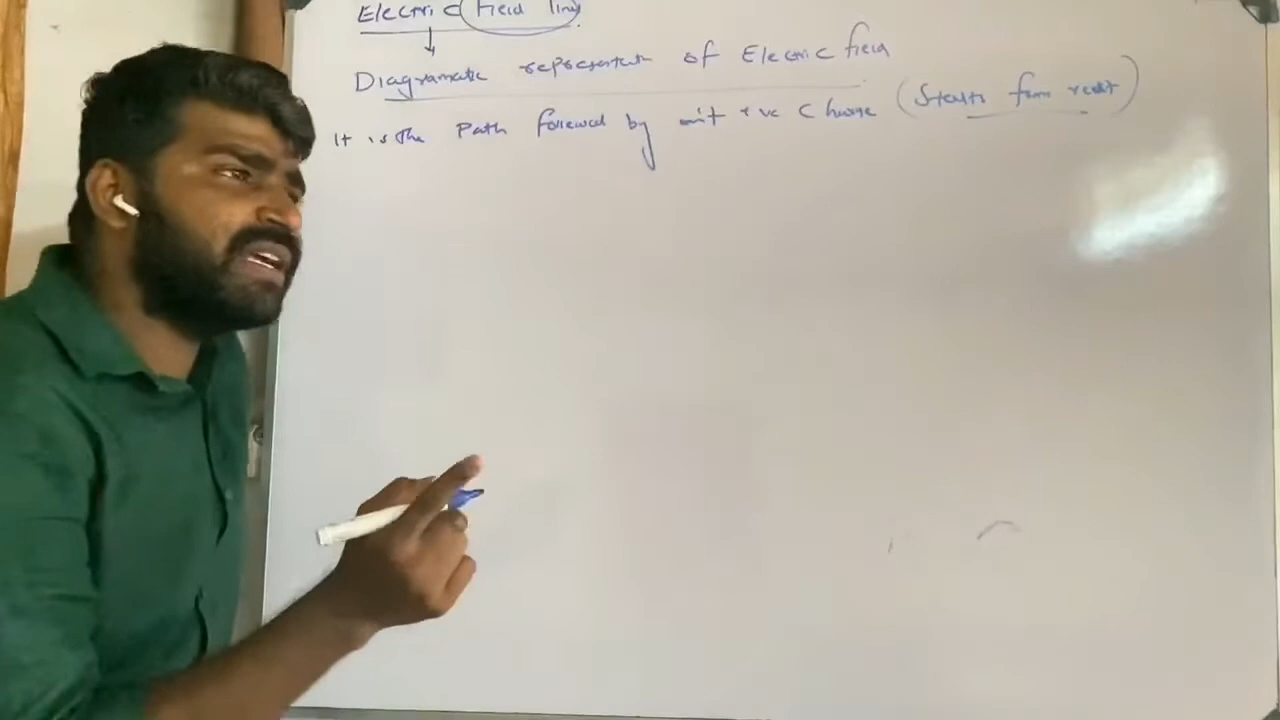 Electric Field line
Diagramatic representation of Electric field
It is the Path followed by unit +ve Charge (Starts from rest)